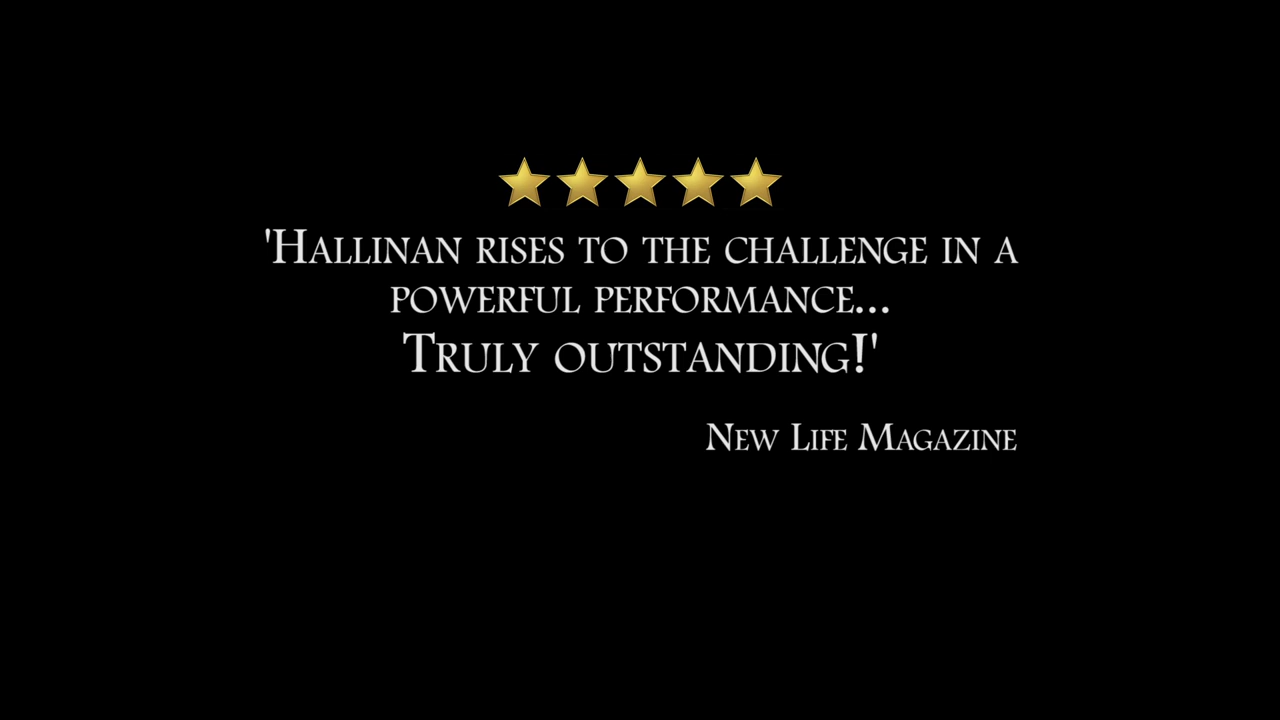 'Hallinan rises to the challenge in a
powerful performance...
Truly outstanding!'
New Life Magazine